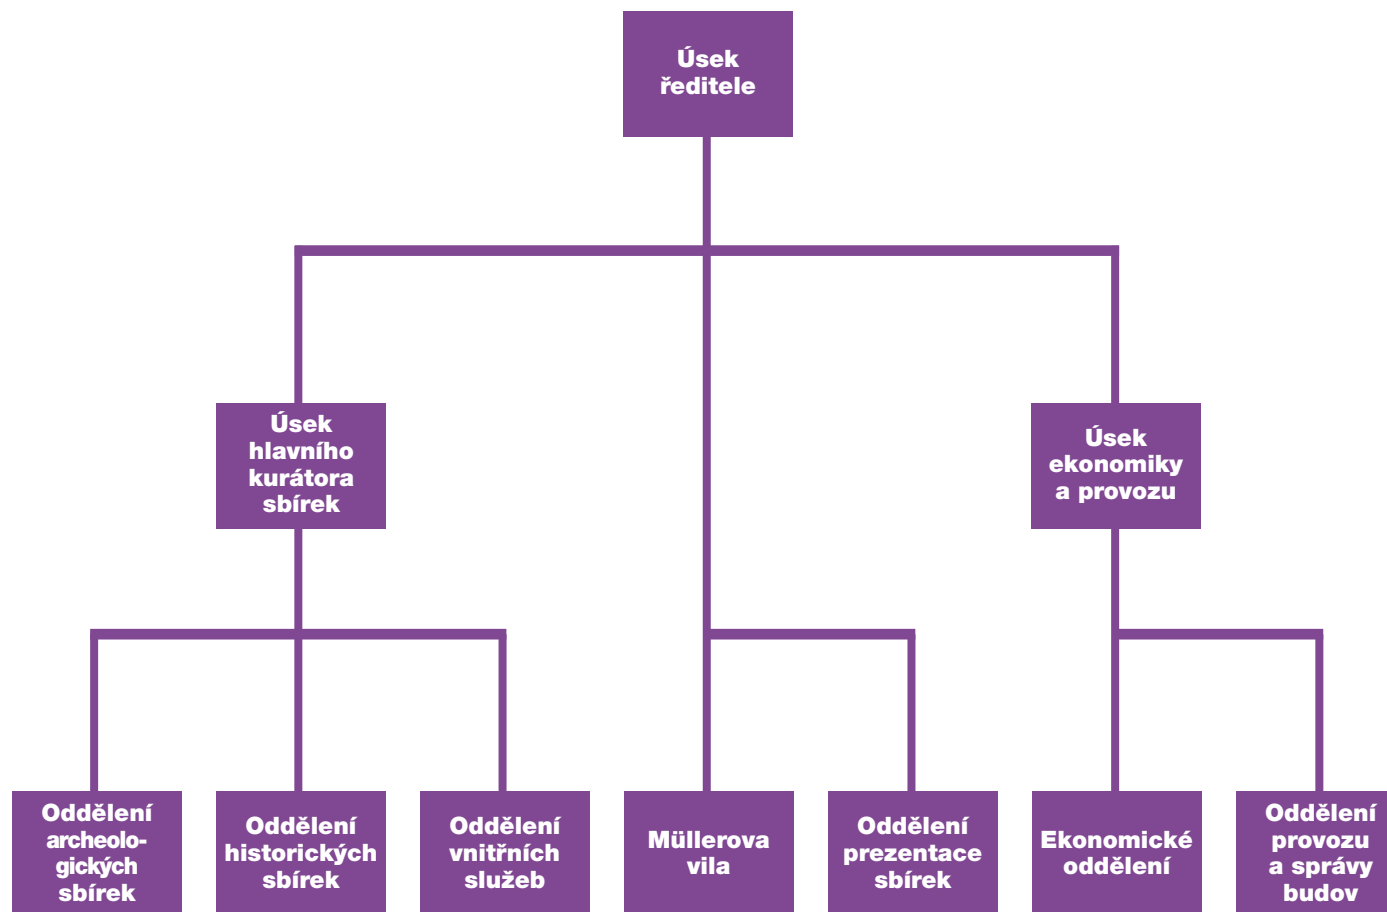 Úsek
ředitele
Úsek
hlavního
kurátora
sbírek
Úsek
ekonomiky
a provozu
Oddělení
archeolo-
gických
sbírek
Oddělení
historických
sbírek
Oddělení
vnitřních
služeb
Müllerova
vila
Oddělení
prezentace
sbírek
Ekonomické
oddělení
Oddělení
provozu
a správy
budov